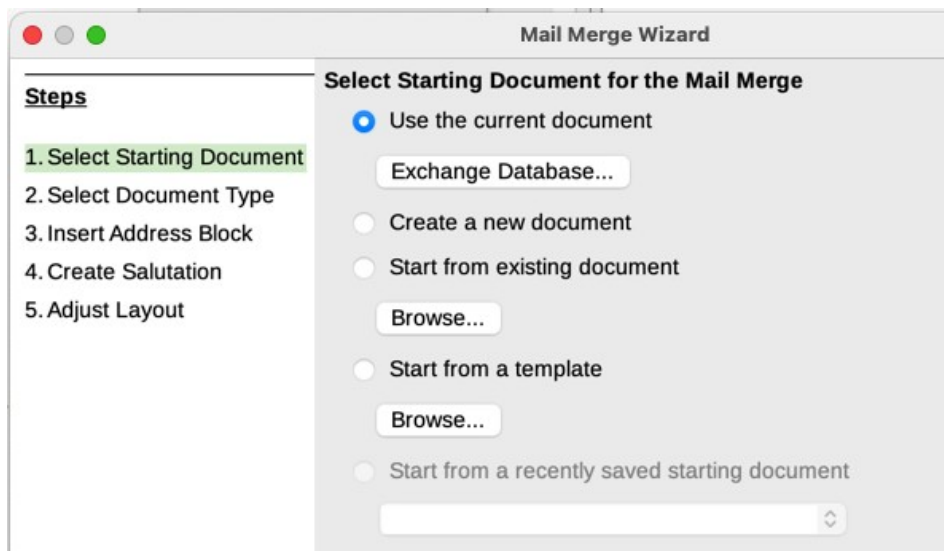 Mail Merge Wizard
Steps
1. Select Starting Document
2. Select Document Type
3. Insert Address Block
4. Create Salutation
5. Adjust Layout
Select Starting Document for the Mail Merge
Use the current document
Exchange Database...
Create a new document
Start from existing document
Browse...
Start from a template
Browse...
Start from a recently saved starting document